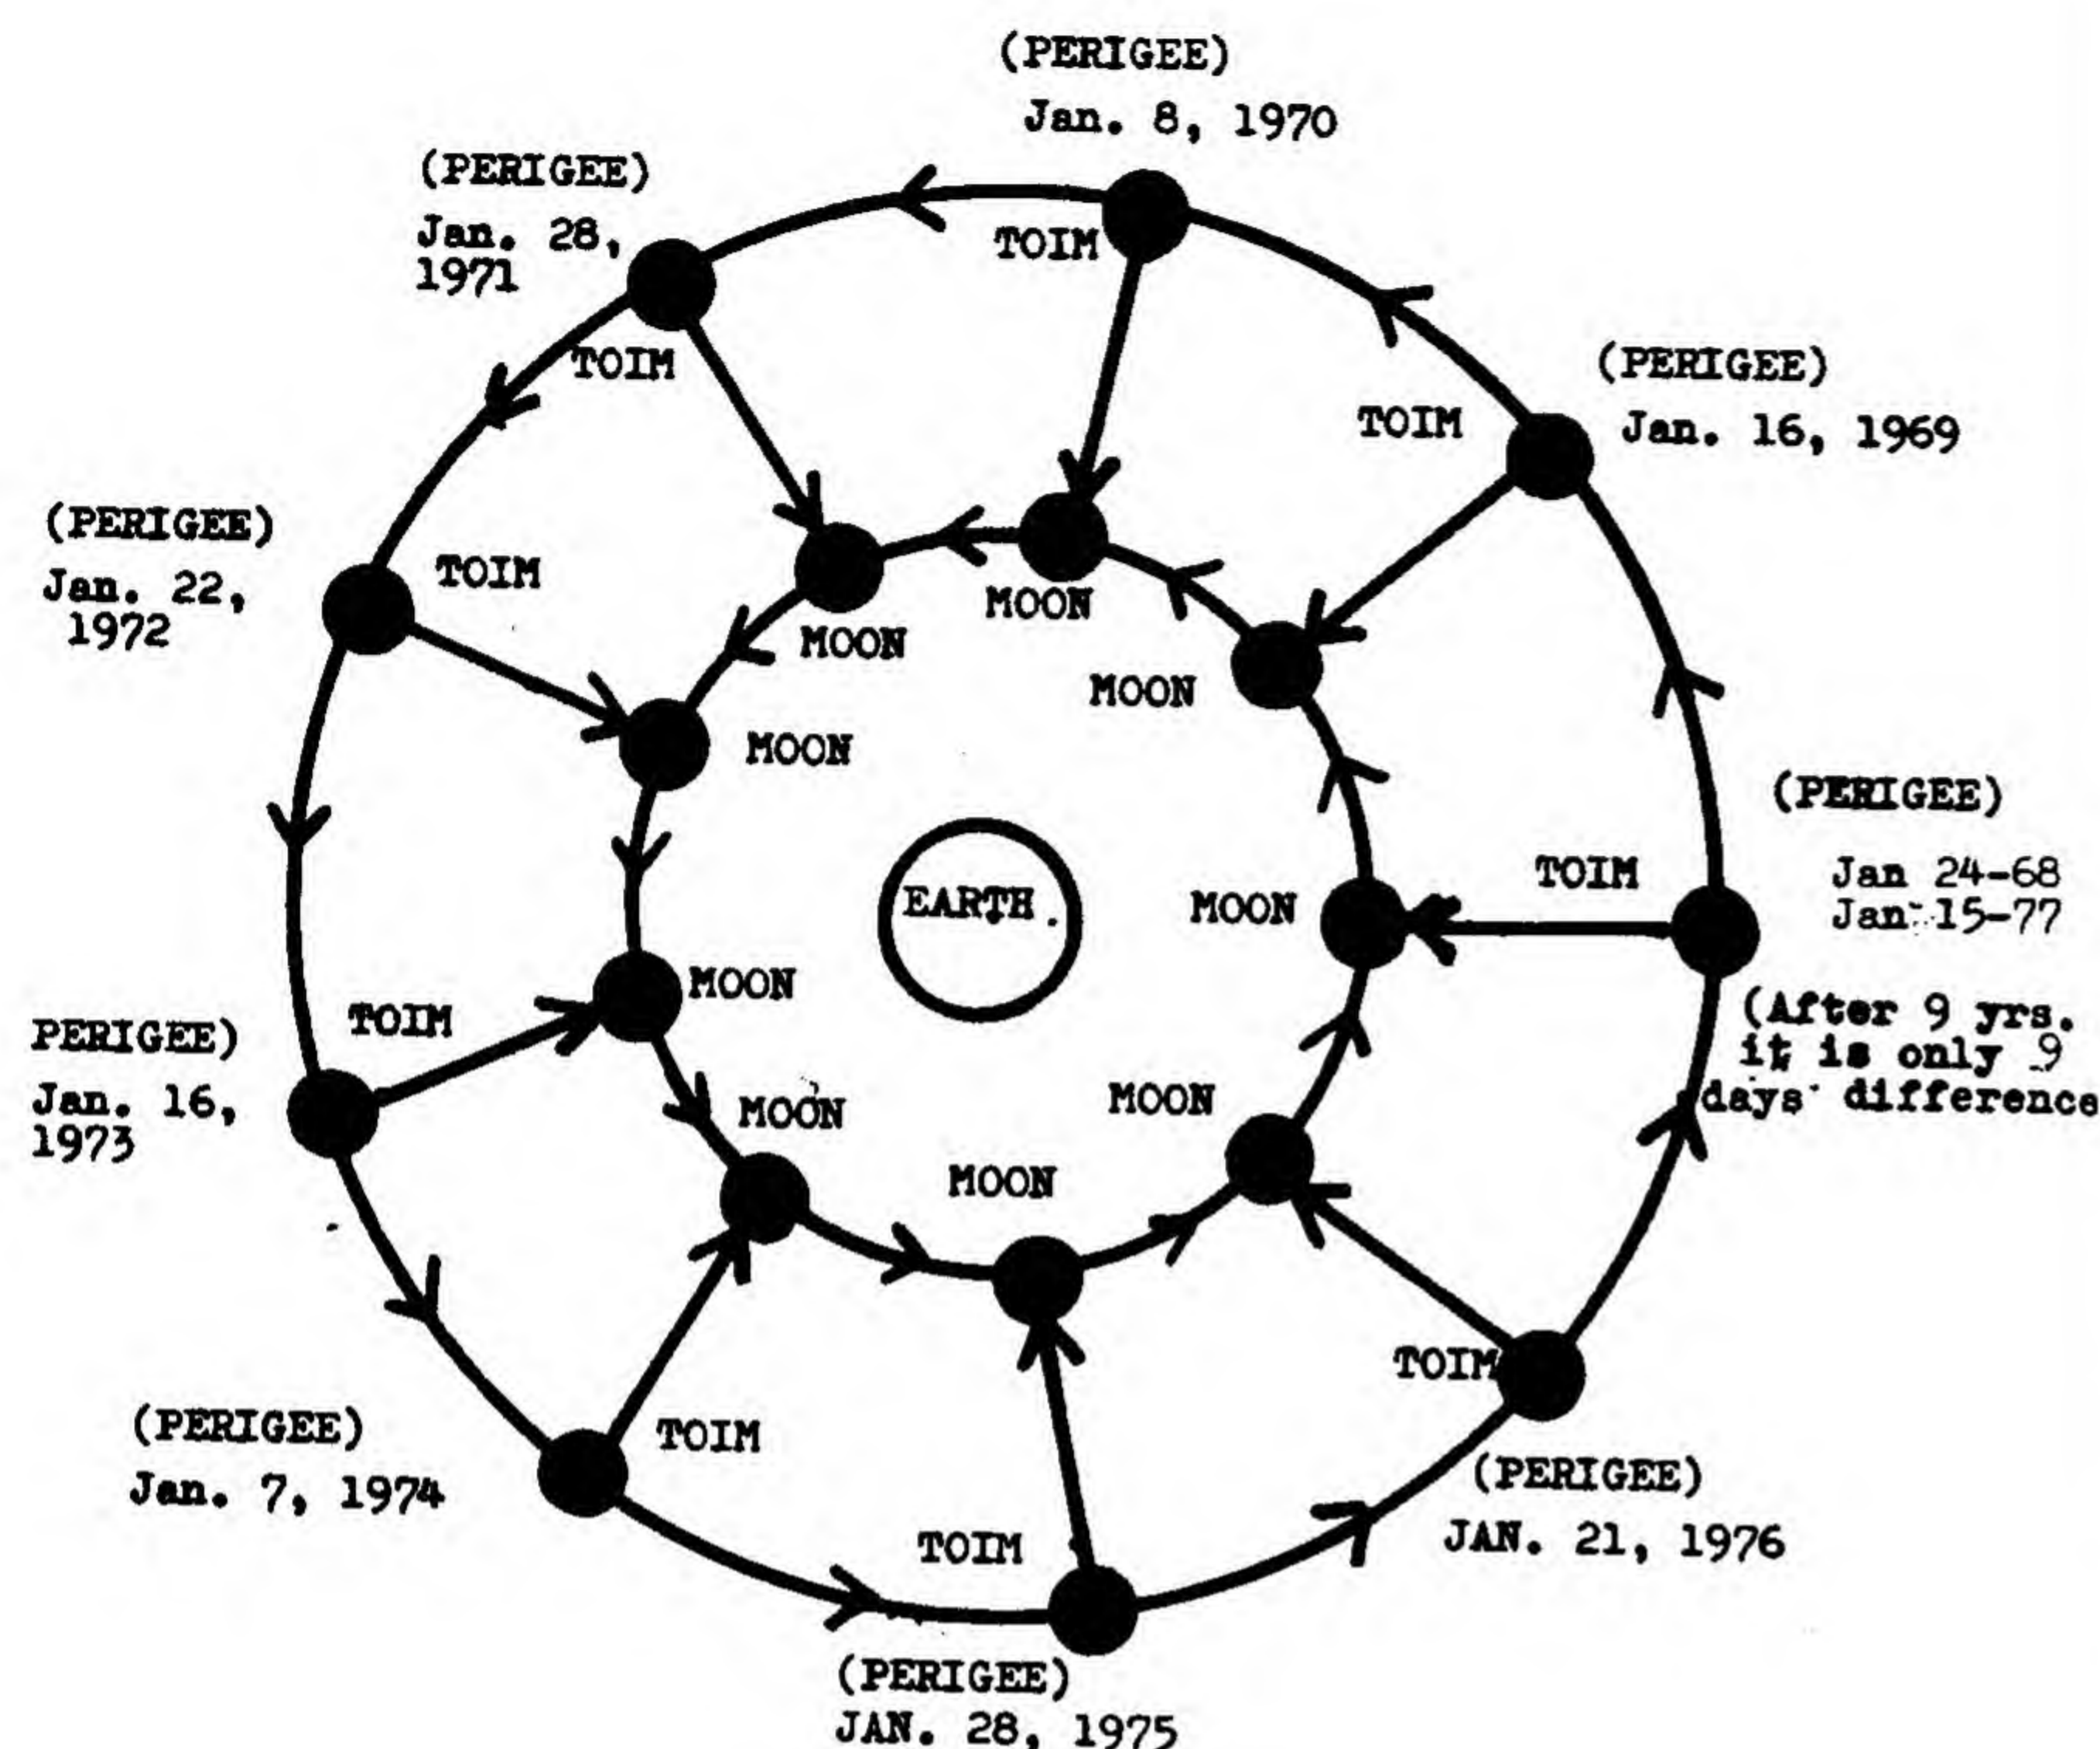 (PERIGEE)
Jan. 8, 1970
(PERIGEE)
Jan. 28,
1971
TOIM
TOIM
(PERIGEE)
Jan. 16, 1969
TOIM
(PERIGEE)
Jan. 22,
1972
TOIM
MOON
MOON
MOON
MOON
(PERIGEE)
Jan 24-68
Jan 15-77
TOIM
MOON
EARTH
(After 9 yrs.
it is only 9
days difference
MOON
PERIGEE)
Jan. 16,
1973
TOIM
MOON
MOON
MOON
(PERIGEE)
Jan. 7, 1974
TOIM
TOIM
TOIM
(PERIGEE)
JAN. 21, 1976
(PERIGEE)
JAN. 28, 1975